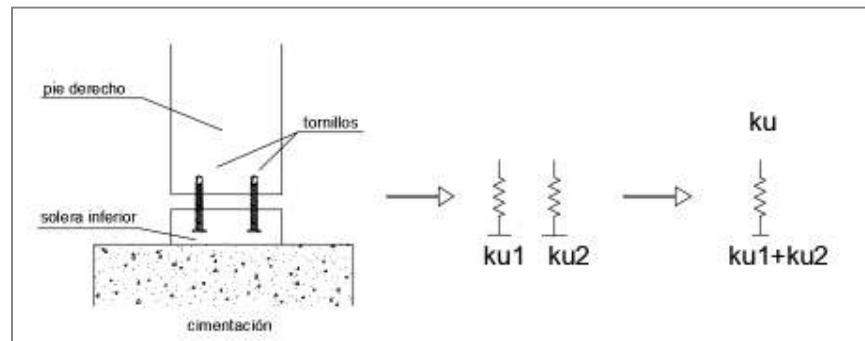 pie derecho
tornillos
solera inferior
cimentación
ku1
ku2
ku
ku1+ku2